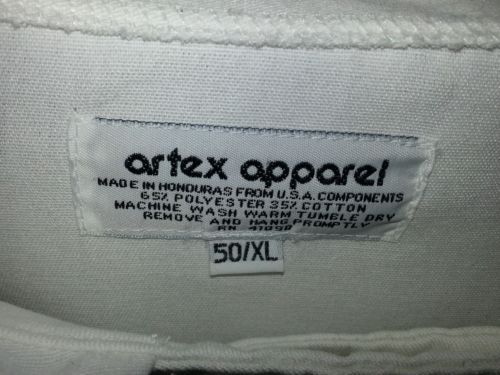 artex apparel
MADE IN HONDURAS FROM U.S.A. COMPONENTS
65% POLYESTER 35% COTTON
MACHINE WASH WARM TUMBLE DRY
REMOVE AND HANG PROMPTLY
RN
50/XL